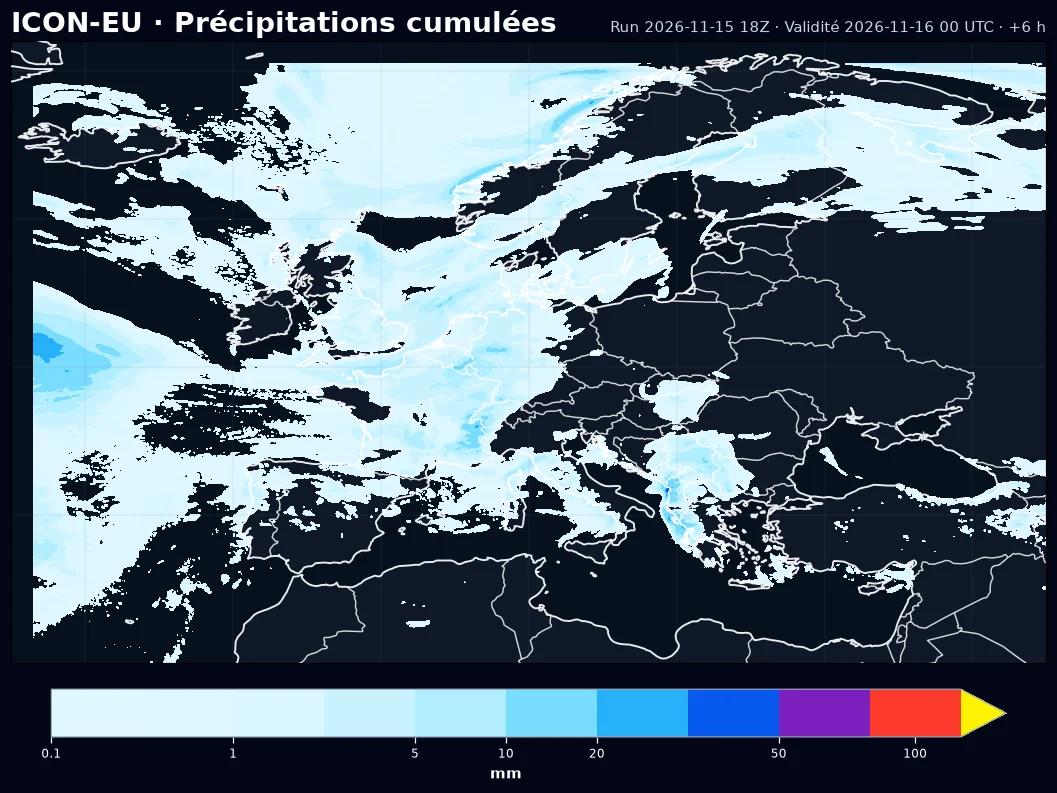 ICON-EU · Précipitations cumulées
Run 2026-11-15 18Z · Validité 2026-11-16 00 UTC · +6 h
0.1 1 5 10 20 50 100
mm